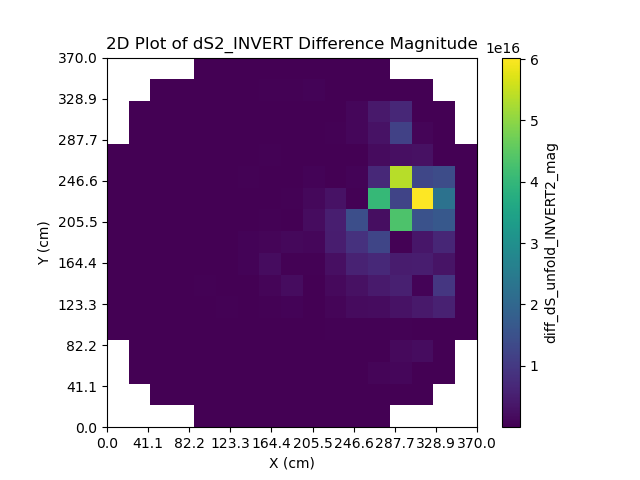 2D Plot of dS2_INVERT Difference Magnitude
1e16
370.0
328.9
287.7
246.6
205.5
164.4
123.3
82.2
41.1
0.0
Y (cm)
0.0 41.1 82.2 123.3 164.4 205.5 246.6 287.7 328.9 370.0
X (cm)
6
5
4
3
2
1
diff_dS_unfold_INVERT2_mag